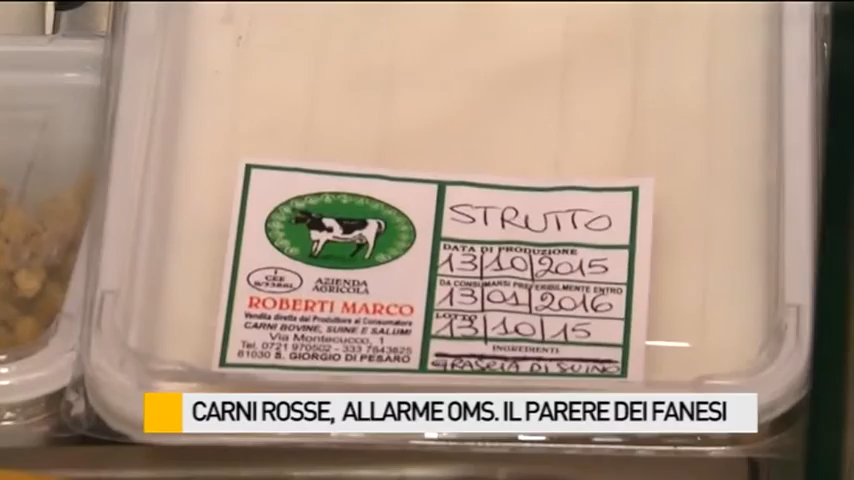 STRUTTO
DATA DI PRODUZIONE
13 10 2015
DA CONSUMARSI PREFERIBILMENTE ENTRO
13 01 2016
LOTTO
13 10 15
INGREDIENTI
GRASCIA DI SUINO
AZIENDA
AGRICOLA
ROBERTI MARCO
Vendita diretta dal Produttore al Consumatore
CARNI BOVINE, SUINE E SALUMI
Via Montecucco, 1
Tel. 0721 970502 - 333 7643625
61030 S. GIORGIO DI PESARO
CARNI ROSSE, ALLARME OMS. IL PARERE DEI FANESI